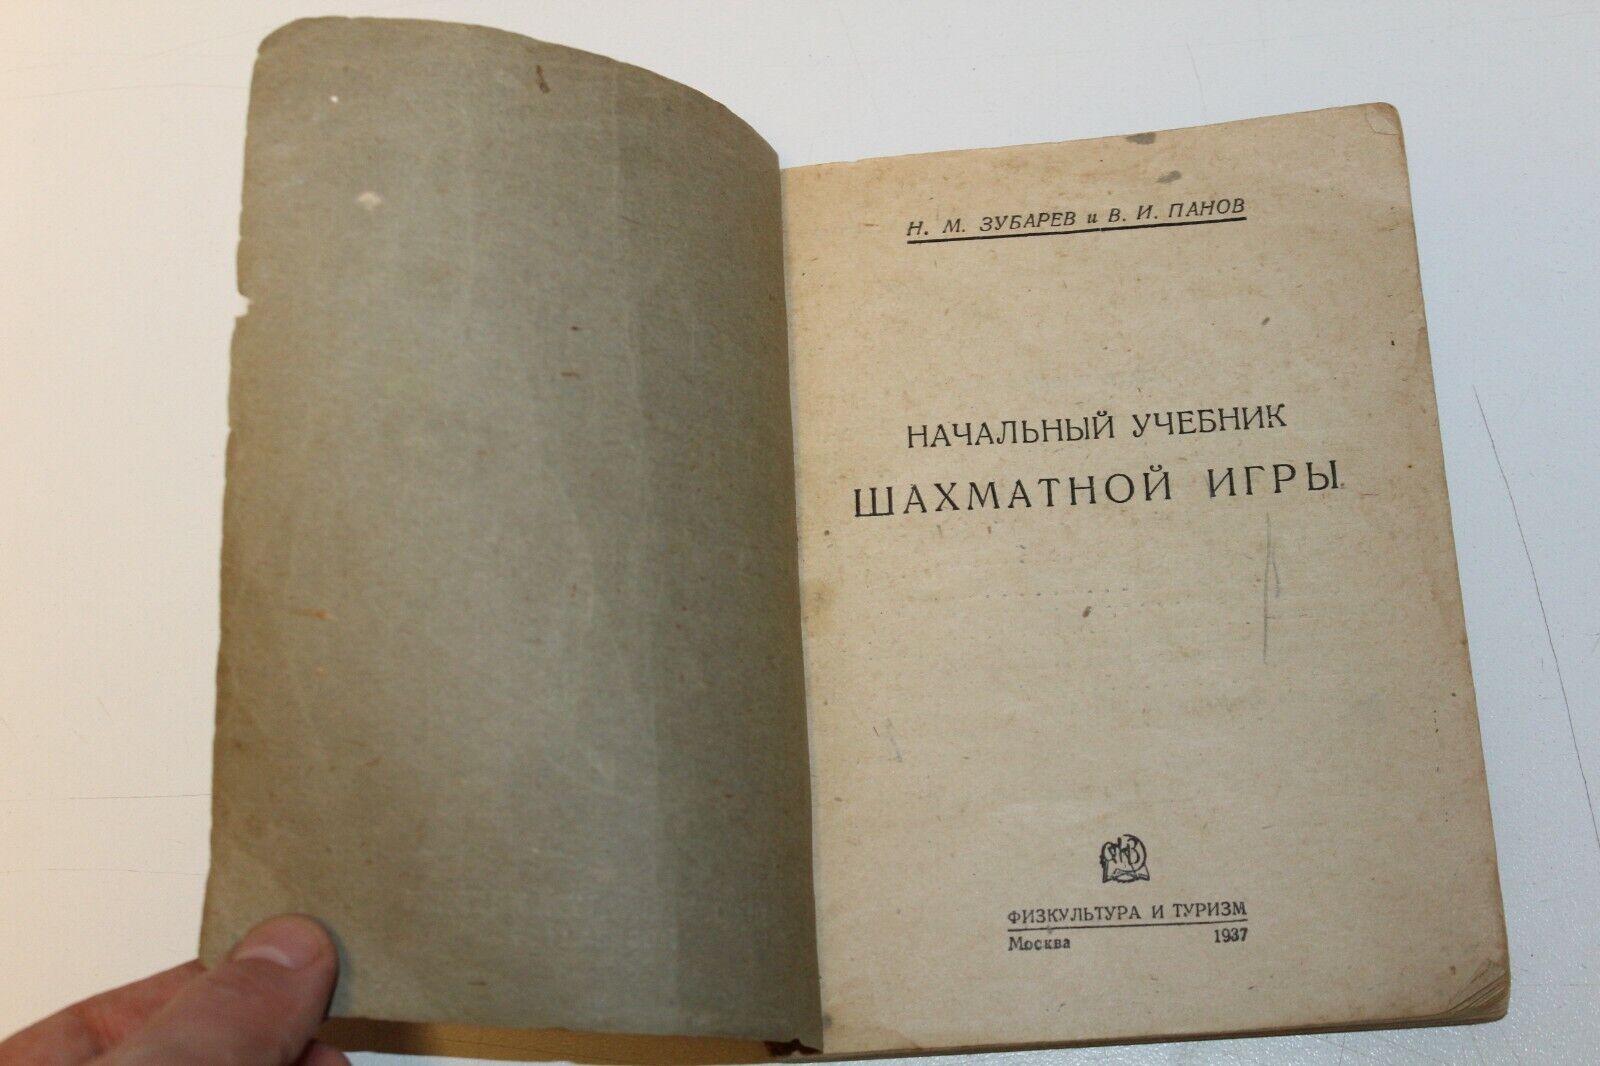 Н. М. ЗУБАРЕВ и В. И. ПАНОВ
НАЧАЛЬНЫЙ УЧЕБНИК
ШАХМАТНОЙ ИГРЫ
ФИЗКУЛЬТУРА И ТУРИЗМ
Москва 1937